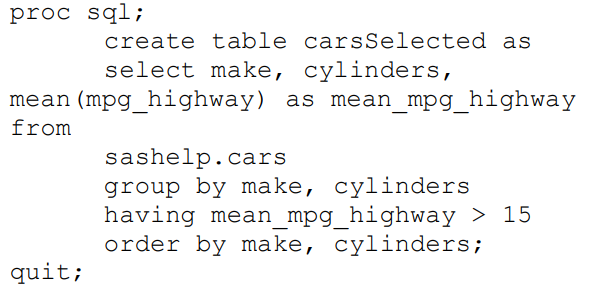 proc sql;
create table carsSelected as
select make, cylinders,
mean(mpg_highway) as mean_mpg_highway
from
sashelp.cars
group by make, cylinders
having mean_mpg_highway > 15
order by make, cylinders;
quit;